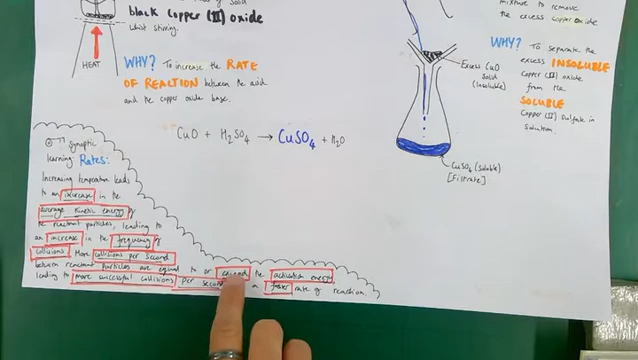 of Solid
black copper (II) oxide
whilst stirring.
HEAT
WHY? To increase the RATE
OF REACTION between the acid
and the copper oxide base.
mixture to remove
the excess copper oxide
WHY? To separate the
excess INSOLUBLE
copper (II) oxide
from the
SOLUBLE
Copper (II) Sulfate in
Solution.
Excess CuO
Solid
(insoluble)
CuSO4 (soluble)
[Filtrate]
CuO + H2SO4 → CuSO4 + H2O
Synoptic
learning Rates:
Increasing temperature leads
to an increase in the
average kinetic energy of
the reactant particles, leading to
an increase in the frequency of
collisions. More collisions per second
between reactant particles are equal to or exceed the activation energy
leading to more successful collisions per second a faster rate of reaction.